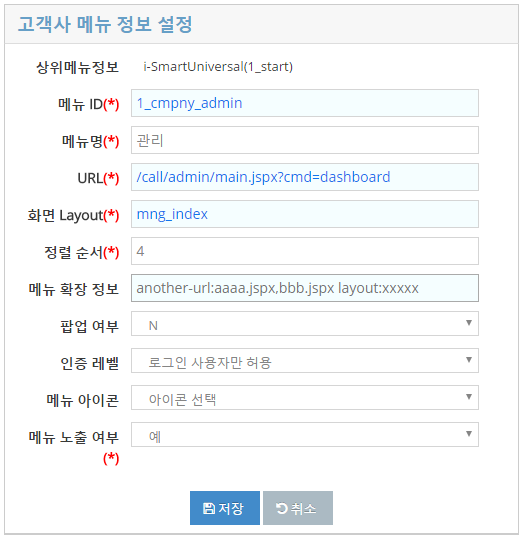 고객사 메뉴 정보 설정
상위메뉴정보 i-SmartUniversal(1_start)
메뉴 ID(*) 1_cmpny_admin
메뉴명(*) 관리
URL(*) /call/admin/main.jspx?cmd=dashboard
화면 Layout(*) mng_index
정렬 순서(*) 4
메뉴 확장 정보 another-url:aaaa.jspx,bbb.jspx layout:xxxxx
팝업 여부 N
인증 레벨 로그인 사용자만 허용
메뉴 아이콘 아이콘 선택
메뉴 노출 여부 예
(*)
저장 취소